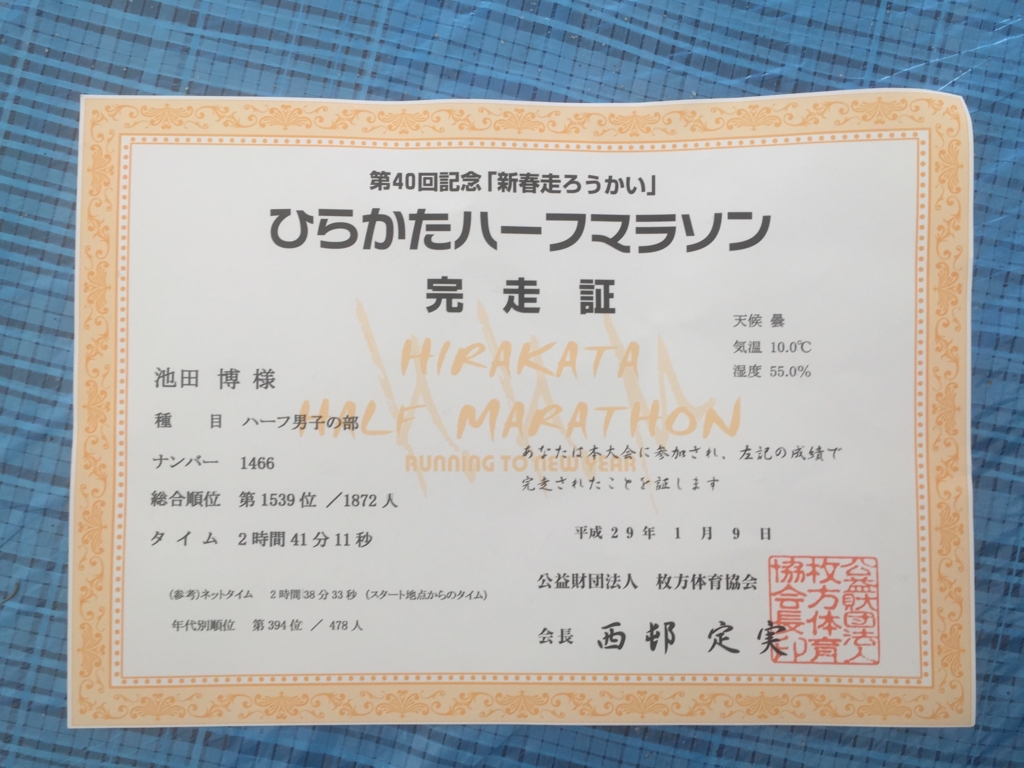 第40回記念「新春走ろうかい」
ひらかたハーフマラソン
完走証
天候 曇
気温 10.0℃
湿度 55.0%
HIRAKATA
HALF MARATHON
RUNNING TO NEW YEAR
池田 博 様
種 目 ハーフ男子の部
ナンバー 1466
総合順位 第1539位 ／1872人
タイム 2時間41分11秒
(参考)ネットタイム 2時間38分33秒 (スタート地点からのタイム)
年代別順位 第394位 ／ 478人
あなたは本大会に参加され、左記の成績で
完走されたことを証します
平成29年 1月 9日
公益財団法人 枚方体育協会
会長 西邨 定実
公益財団法人
枚方体育
協会長印